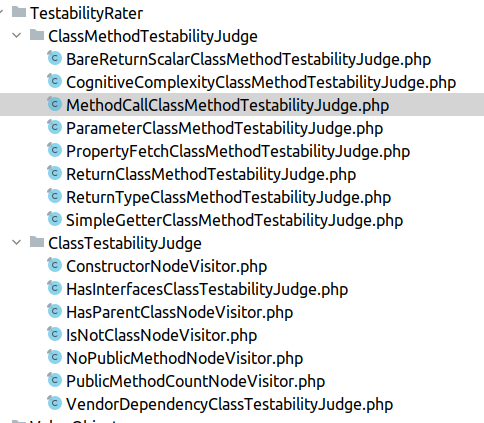 TestabilityRater
ClassMethodTestabilityJudge
BareReturnScalarClassMethodTestabilityJudge.php
CognitiveComplexityClassMethodTestabilityJudge.php
MethodCallClassMethodTestabilityJudge.php
ParameterClassMethodTestabilityJudge.php
PropertyFetchClassMethodTestabilityJudge.php
ReturnClassMethodTestabilityJudge.php
ReturnTypeClassMethodTestabilityJudge.php
SimpleGetterClassMethodTestabilityJudge.php
ClassTestabilityJudge
ConstructorNodeVisitor.php
HasInterfacesClassTestabilityJudge.php
HasParentClassNodeVisitor.php
IsNotClassNodeVisitor.php
NoPublicMethodNodeVisitor.php
PublicMethodCountNodeVisitor.php
VendorDependencyClassTestabilityJudge.php